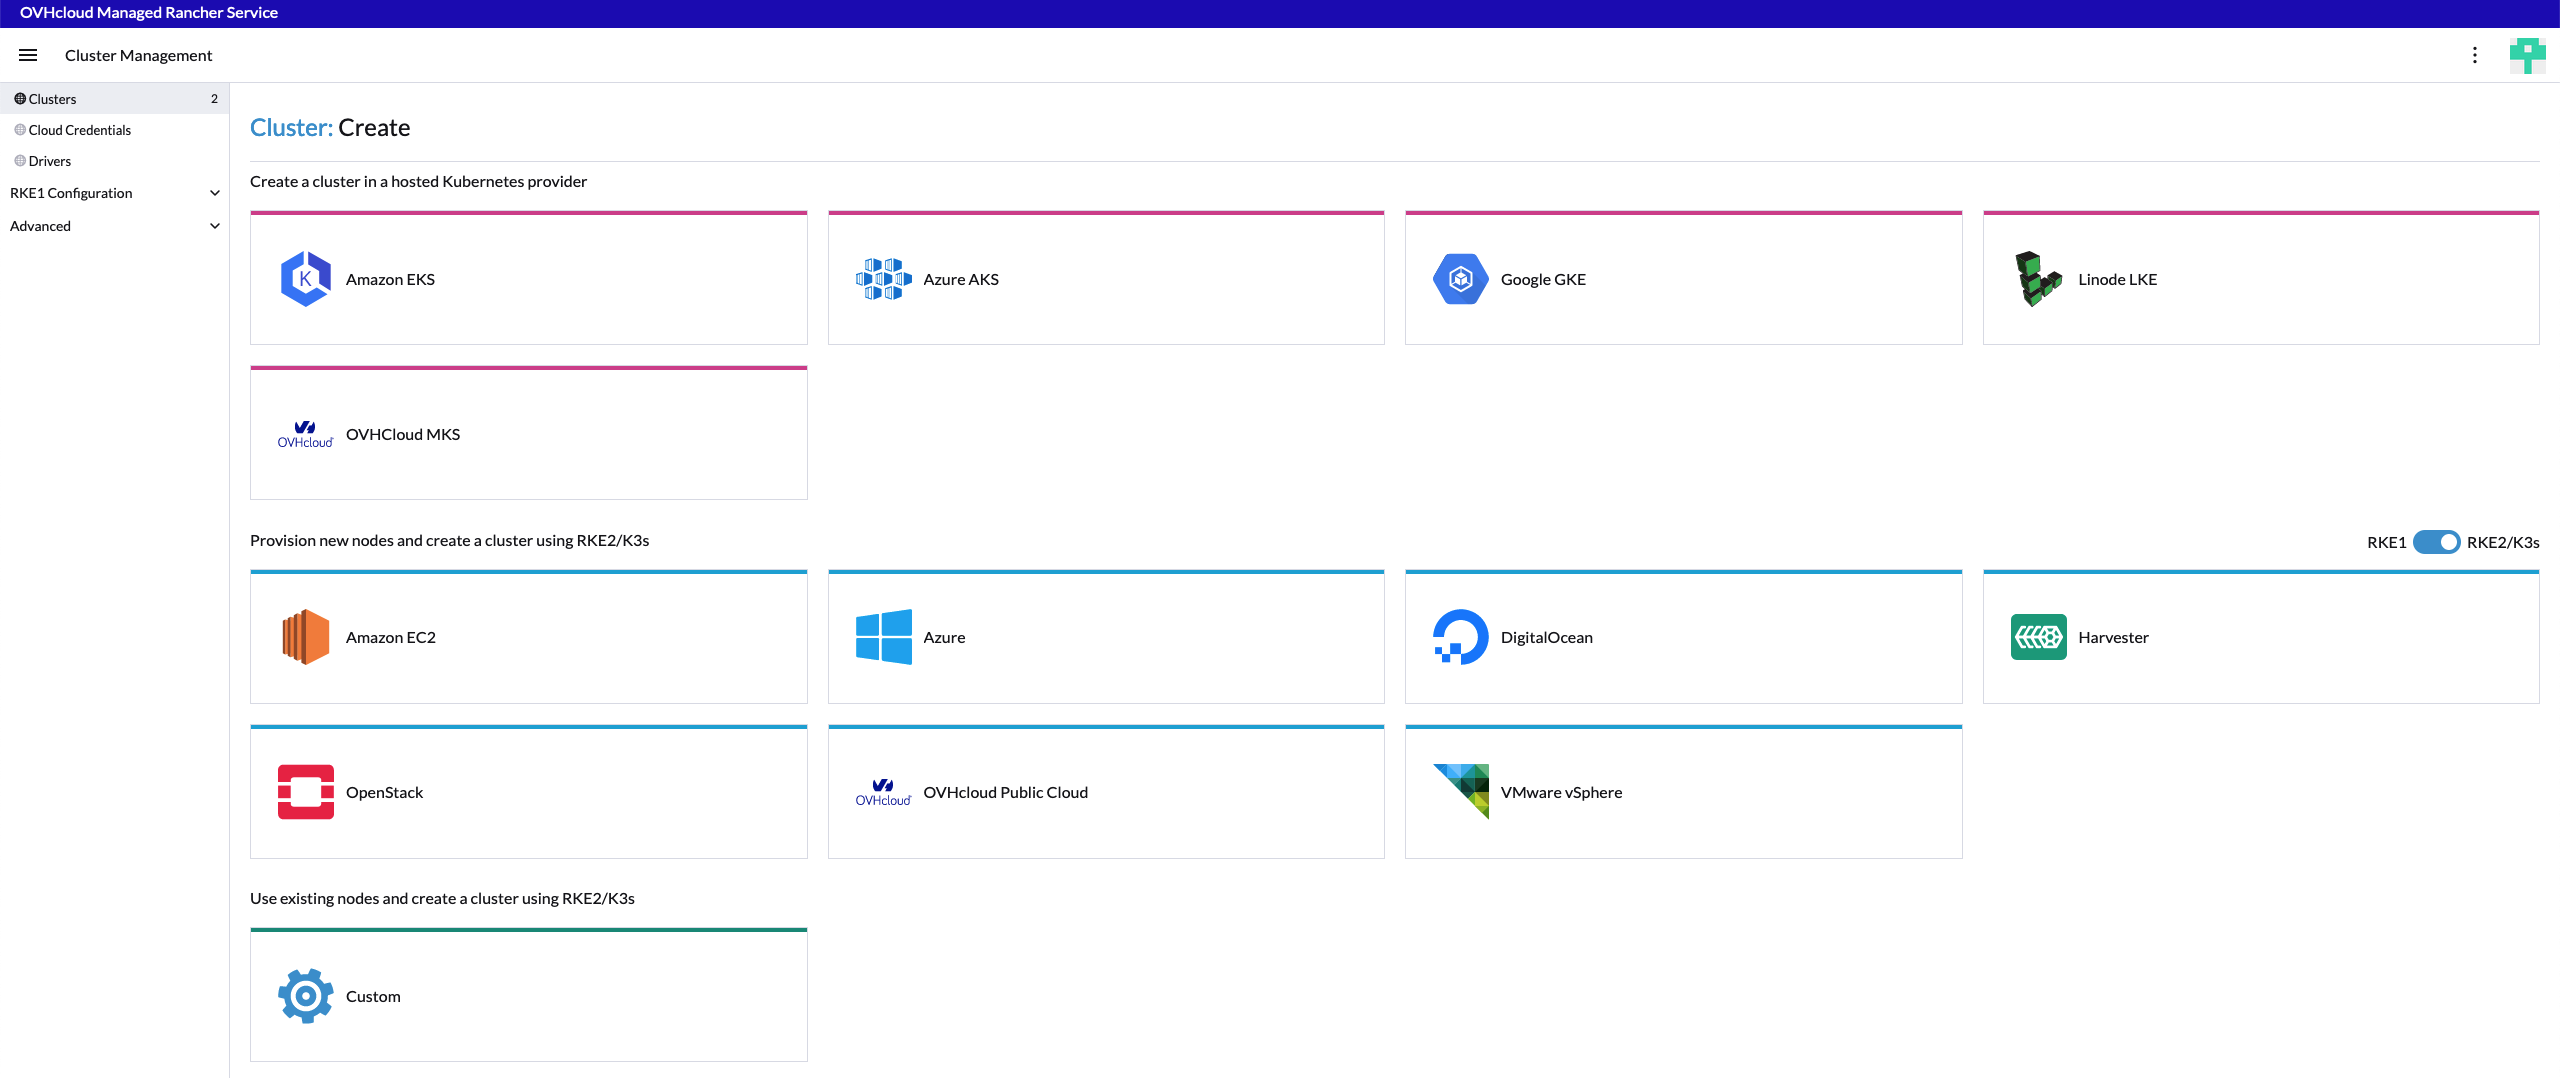 OVHcloud Managed Rancher Service
Cluster Management
Clusters 2
Cloud Credentials
Drivers
RKE1 Configuration
Advanced
Cluster: Create
Create a cluster in a hosted Kubernetes provider
K Amazon EKS
Azure AKS
Google GKE
Linode LKE
OVHcloud OVHCloud MKS
Provision new nodes and create a cluster using RKE2/K3s
RKE1 RKE2/K3s
Amazon EC2
Azure
DigitalOcean
Harvester
OpenStack
OVHcloud OVHcloud Public Cloud
VMware vSphere
Use existing nodes and create a cluster using RKE2/K3s
Custom